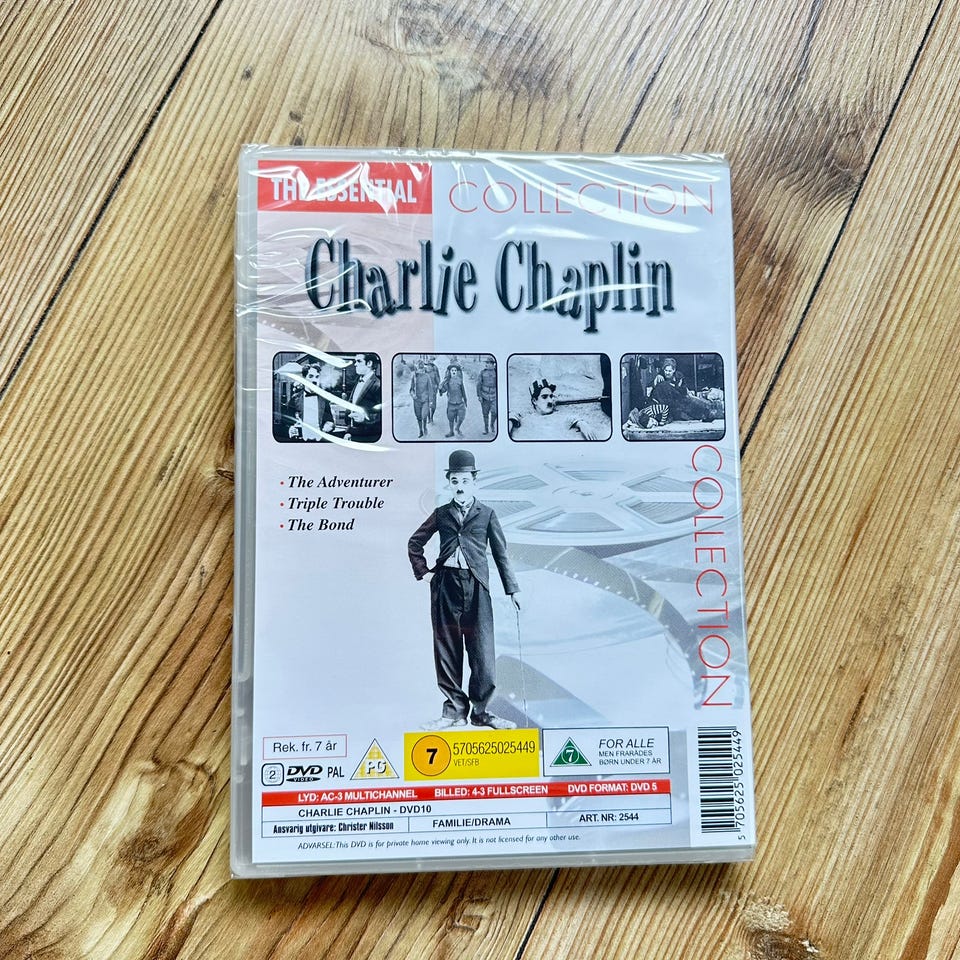 THE ESSENTIAL COLLECTION
Charlie Chaplin
· The Adventurer
· Triple Trouble
· The Bond
COLLECTION
Rek. fr. 7 år
2 DVD VIDEO PAL
PG
7 5705625025449
VET/SFB
7
FOR ALLE
MEN FRARÅDES
BØRN UNDER 7 ÅR
LYD: AC-3 MULTICHANNEL BILLED: 4-3 FULLSCREEN DVD FORMAT: DVD 5
CHARLIE CHAPLIN - DVD10
Ansvarig utgivare: Christer Nilsson FAMILIE/DRAMA ART. NR: 2544
ADVARSEL:This DVD is for private home viewing only. It is not licensed for any other use.
5 705625 025449